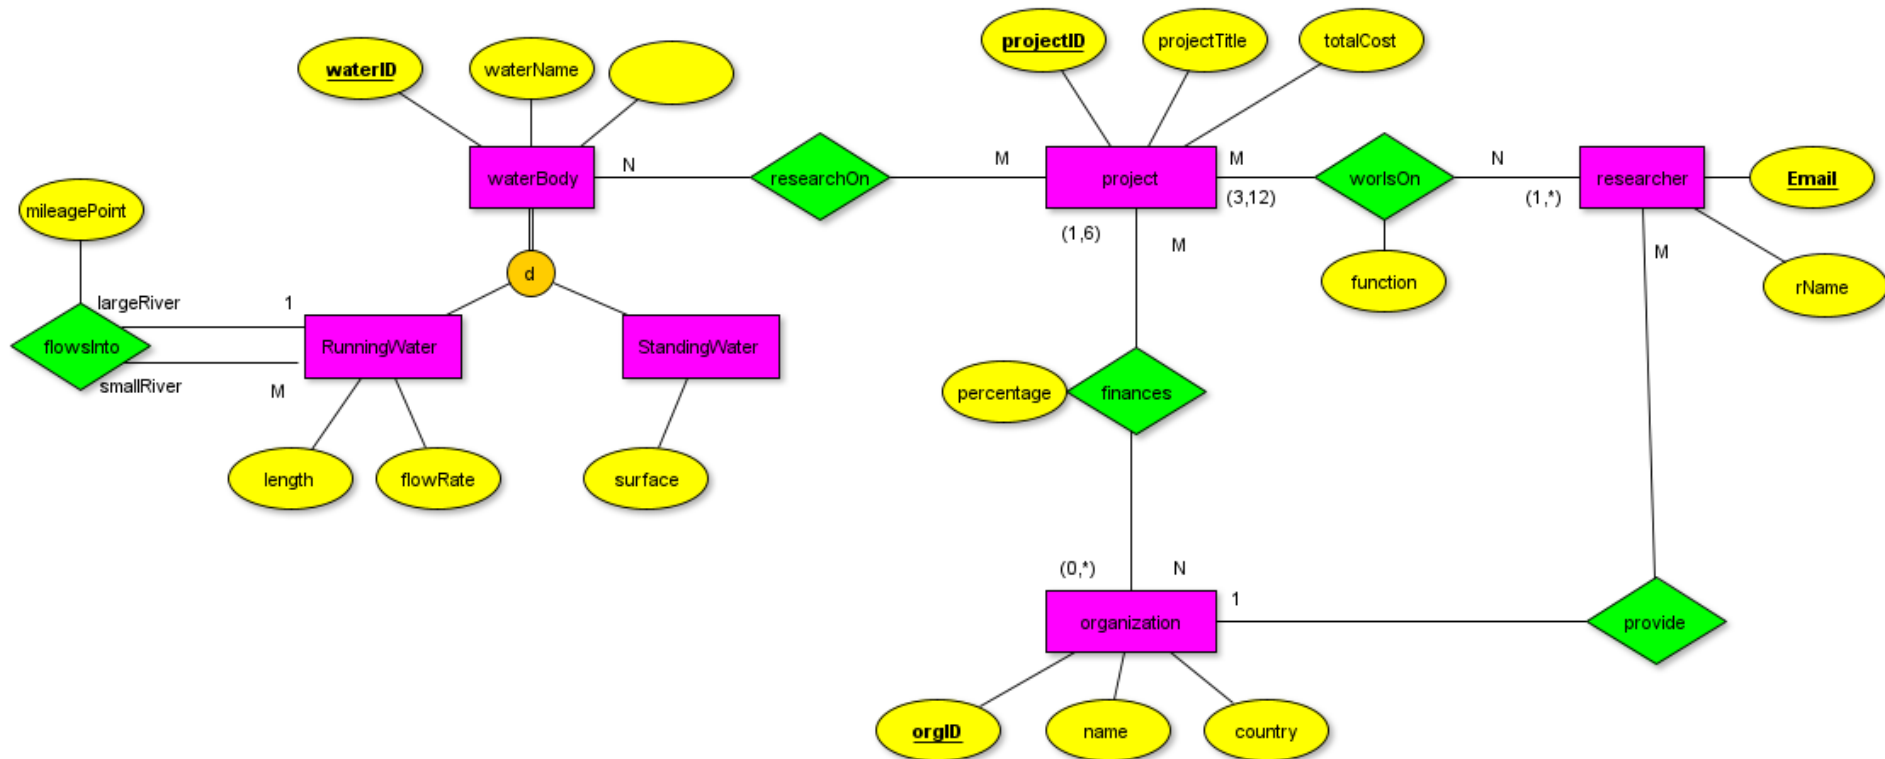 projectID
projectTitle
totalCost
waterID
waterName
N
M
M
N
waterBody
researchOn
project
worlsOn
researcher
Email
(3,12)
(1,*)
mileagePoint
(1,6)
M
M
d
function
rName
largeRiver
1
flowsInto
RunningWater
StandingWater
smallRiver
M
percentage
finances
length
flowRate
surface
(0,*)
N
1
organization
provide
orgID
name
country